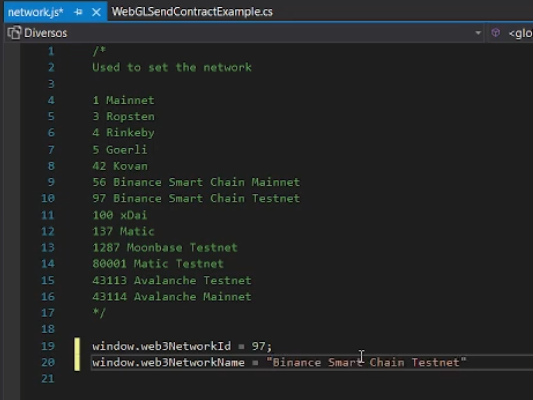 network.js*
WebGLSendContractExample.cs
Diversos
<glo
1 /*
2 Used to set the network
3
4 1 Mainnet
5 3 Ropsten
6 4 Rinkeby
7 5 Goerli
8 42 Kovan
9 56 Binance Smart Chain Mainnet
10 97 Binance Smart Chain Testnet
11 100 xDai
12 137 Matic
13 1287 Moonbase Testnet
14 80001 Matic Testnet
15 43113 Avalanche Testnet
16 43114 Avalanche Mainnet
17 */
18
19 window.web3NetworkId = 97;
20 window.web3NetworkName = "Binance Smart Chain Testnet"
21